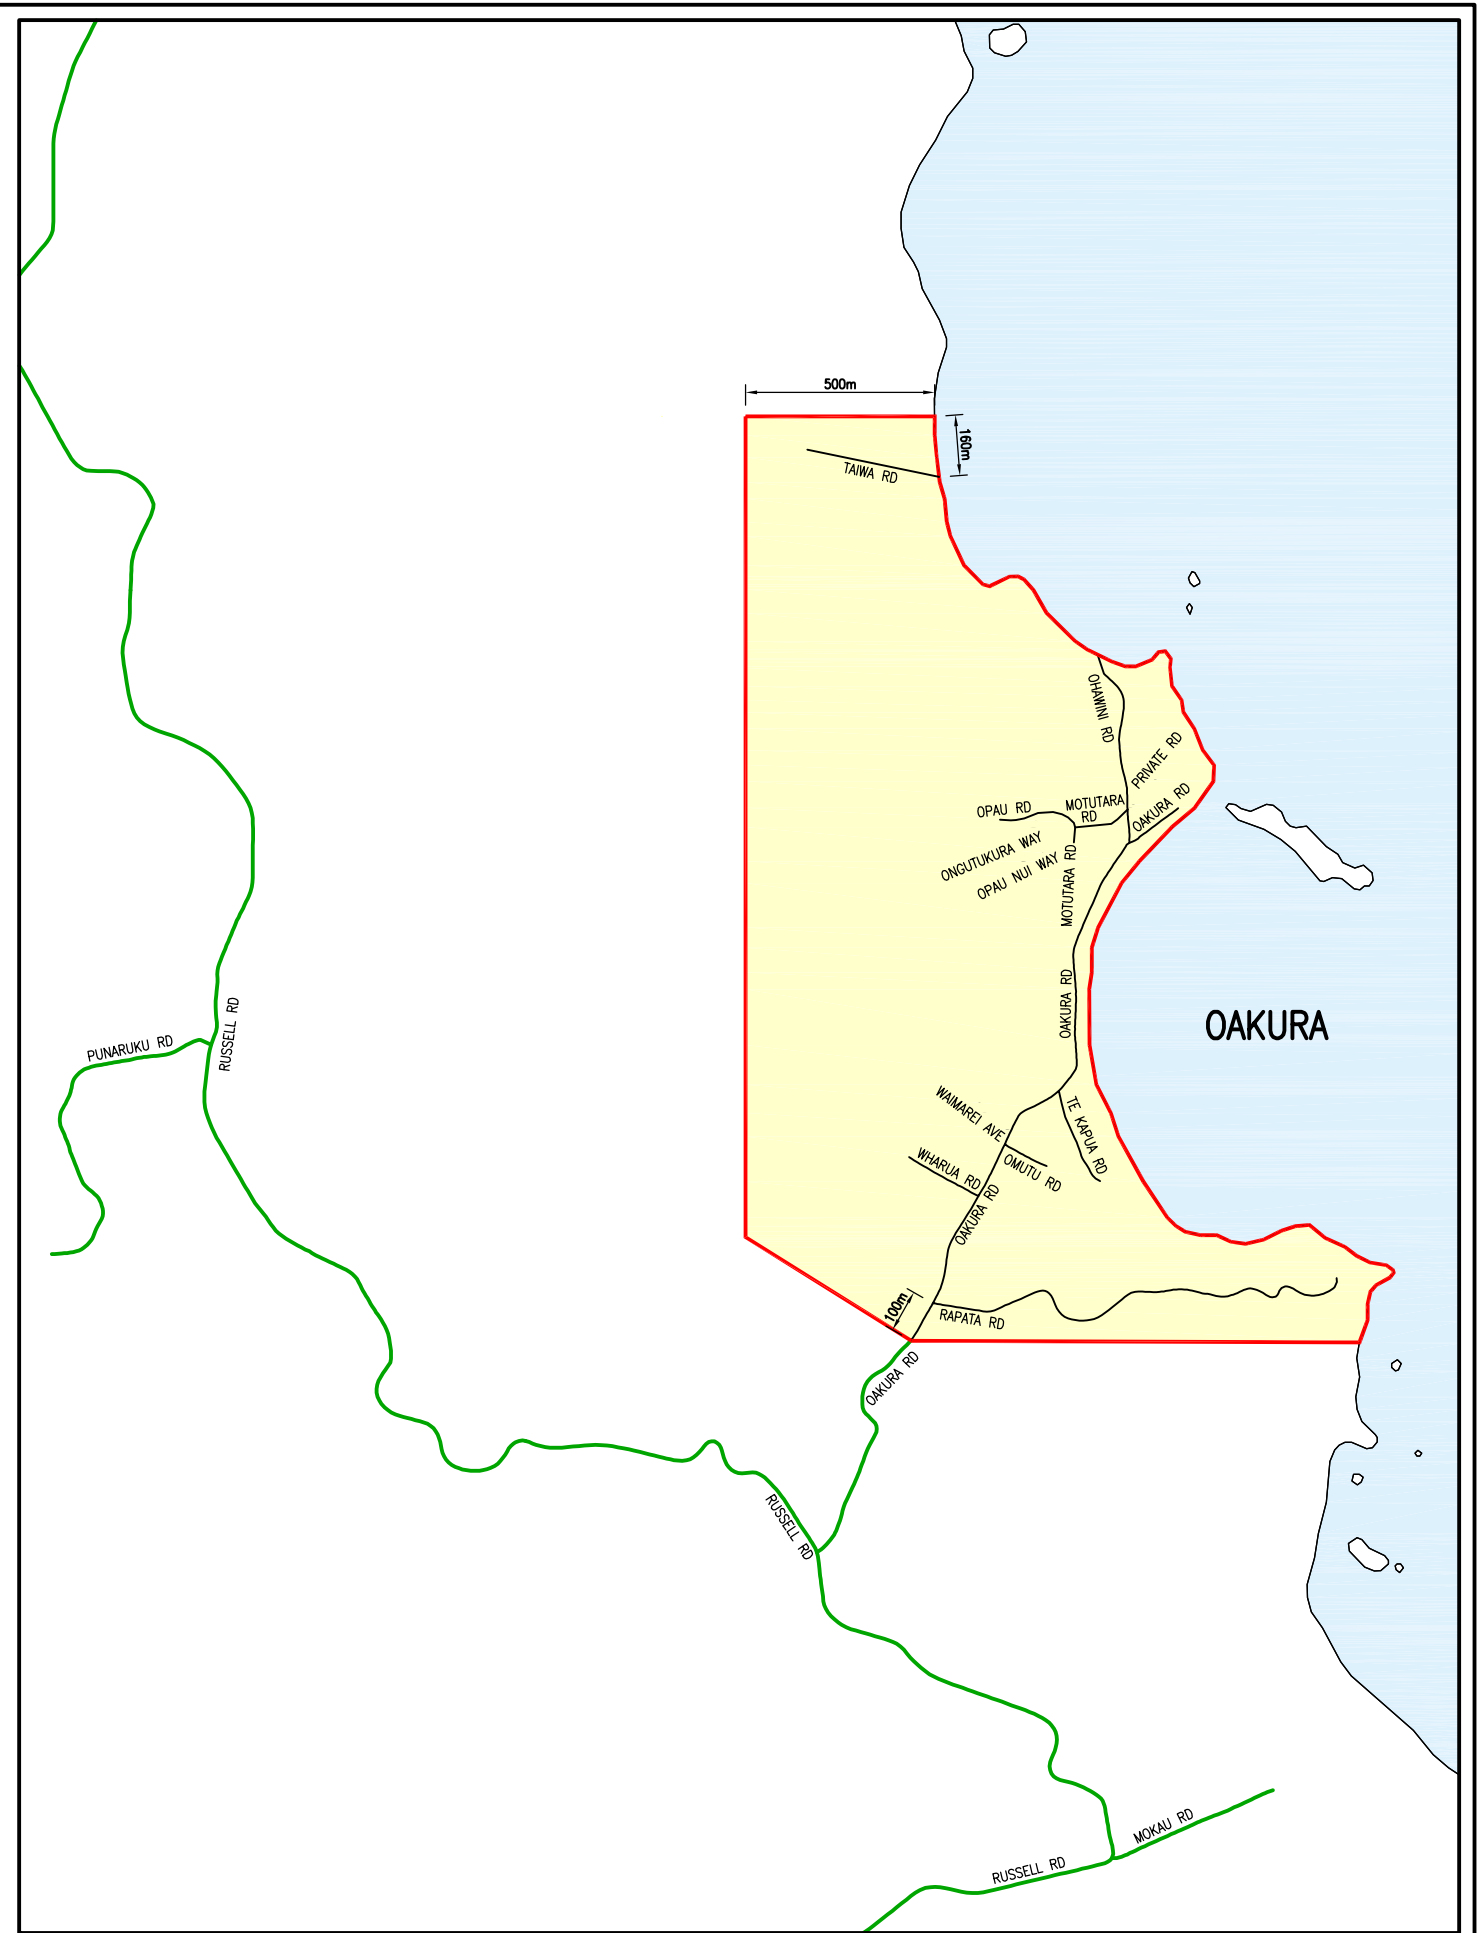 500m
160m
TAIWA RD
OHAWINI RD
PRIVATE RD
OPAU RD
MOTUTARA
RD
OAKURA RD
ONGUTUKURA WAY
OPAU NUI WAY
MOTUTARA RD
OAKURA RD
OAKURA
RUSSELL RD
PUNARUKU RD
WAIMAREI AVE
TE KAPUA RD
WHARUA RD
OMUTU RD
OAKURA RD
100m
RAPATA RD
OAKURA RD
RUSSELL RD
MOKAU RD
RUSSELL RD